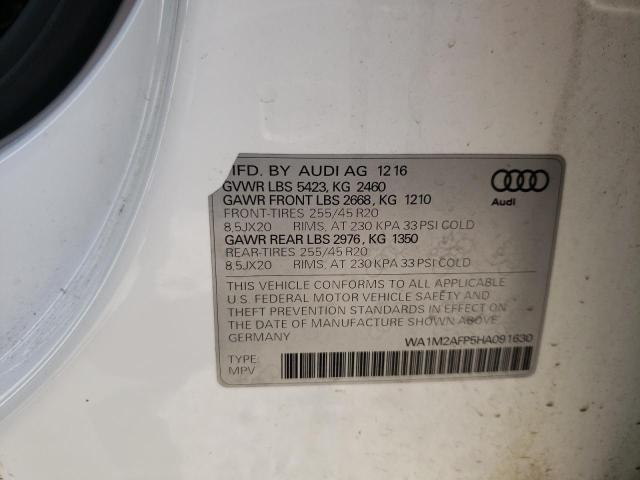 MFD. BY AUDI AG 12 16
GVWR LBS 5423, KG 2460
GAWR FRONT LBS 2668, KG 1210
FRONT-TIRES 255/45 R20
8,5JX20 RIMS, AT 230 KPA 33 PSI COLD
GAWR REAR LBS 2976, KG 1350
REAR-TIRES 255/45 R20
8,5JX20 RIMS, AT 230 KPA 33 PSI COLD
Audi
THIS VEHICLE CONFORMS TO ALL APPLICABLE
U.S. FEDERAL MOTOR VEHICLE SAFETY AND
THEFT PREVENTION STANDARDS IN EFFECT ON
THE DATE OF MANUFACTURE SHOWN ABOVE.
GERMANY
WA1M2AFP5HA091630
TYPE:
MPV